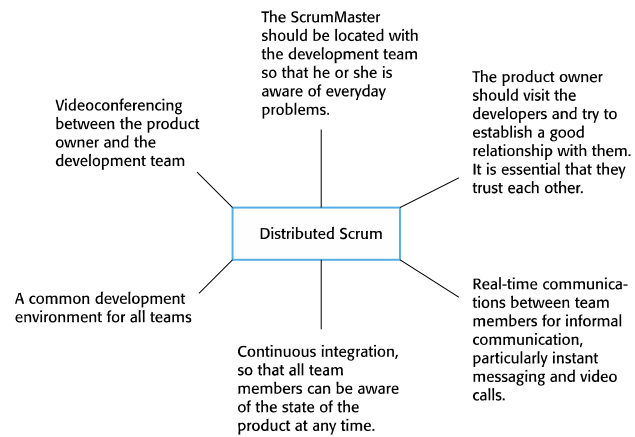 The ScrumMaster
should be located with
the development team
so that he or she is
aware of everyday
problems.
Videoconferencing
between the product
owner and the
development team
The product owner
should visit the
developers and try to
establish a good
relationship with them.
It is essential that they
trust each other.
Distributed Scrum
A common development
environment for all teams
Continuous integration,
so that all team
members can be aware
of the state of the
product at any time.
Real-time communica-
tions between team
members for informal
communication,
particularly instant
messaging and video
calls.